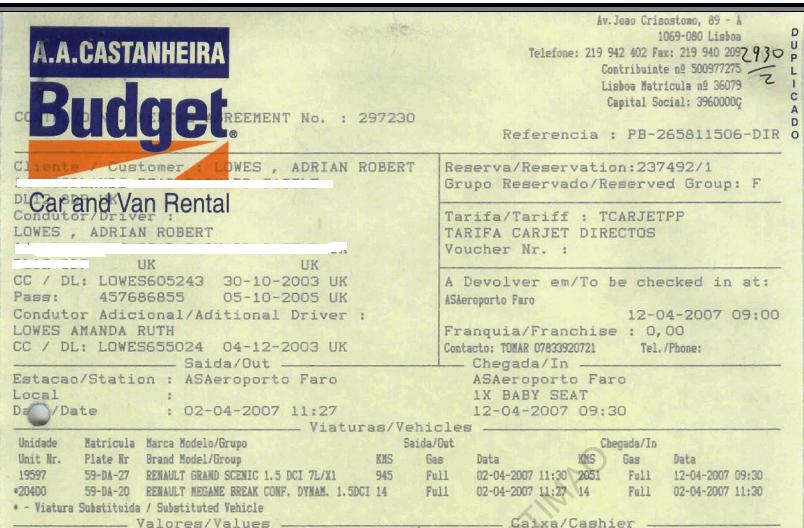 Av.Joao Crisostomo, 89 - A
1069-080 Lisboa
Telefone: 219 942 402 Fax: 219 940 209
Contribuinte nº 500977275
Lisboa Matricula nº 36079
Capital Social: 3960000Ç
2930
2
DUPLICADO
A.A.CASTANHEIRA
Budget®
Car and Van Rental
AGREEMENT No. : 297230
Referencia : PB-265811506-DIR
Cliente / Customer : LOWES , ADRIAN ROBERT
UK
Condutor/Driver :
LOWES , ADRIAN ROBERT
UK UK
CC / DL: LOWES605243 30-10-2003 UK
Pass: 457686855 05-10-2005 UK
Condutor Adicional/Aditional Driver :
LOWES AMANDA RUTH
CC / DL: LOWES655024 04-12-2003 UK
Reserva/Reservation:237492/1
Grupo Reservado/Reserved Group: F
Tarifa/Tariff : TCARJETPP
TARIFA CARJET DIRECTOS
Voucher Nr. :
A Devolver em/To be checked in at:
ASAeroporto Faro
12-04-2007 09:00
Franquia/Franchise : 0,00
Contacto: TOMAR 07833920721 Tel./Phone:
Saida/Out
Estacao/Station : ASAeroporto Faro
Local :
/Date : 02-04-2007 11:27
Chegada/In
ASAeroporto Faro
1X BABY SEAT
12-04-2007 09:30
Viaturas/Vehicles
Unidade Matricula Marca Modelo/Grupo Saida/Out Chegada/In
Unit Nr. Plate Nr Brand Model/Group KMS Gas Data KMS Gas Data
19597 59-DA-27 RENAULT GRAND SCENIC 1.5 DCI 7L/X1 945 Full 02-04-2007 11:30 2051 Full 12-04-2007 09:30
*20400 59-DA-20 RENAULT MEGANE BREAK CONF. DYNAM. 1.5DCI 14 Full 02-04-2007 11:27 14 Full 02-04-2007 11:30
* - Viatura Substituida / Substituted Vehicle
Valores/Values Caixa/Cashier